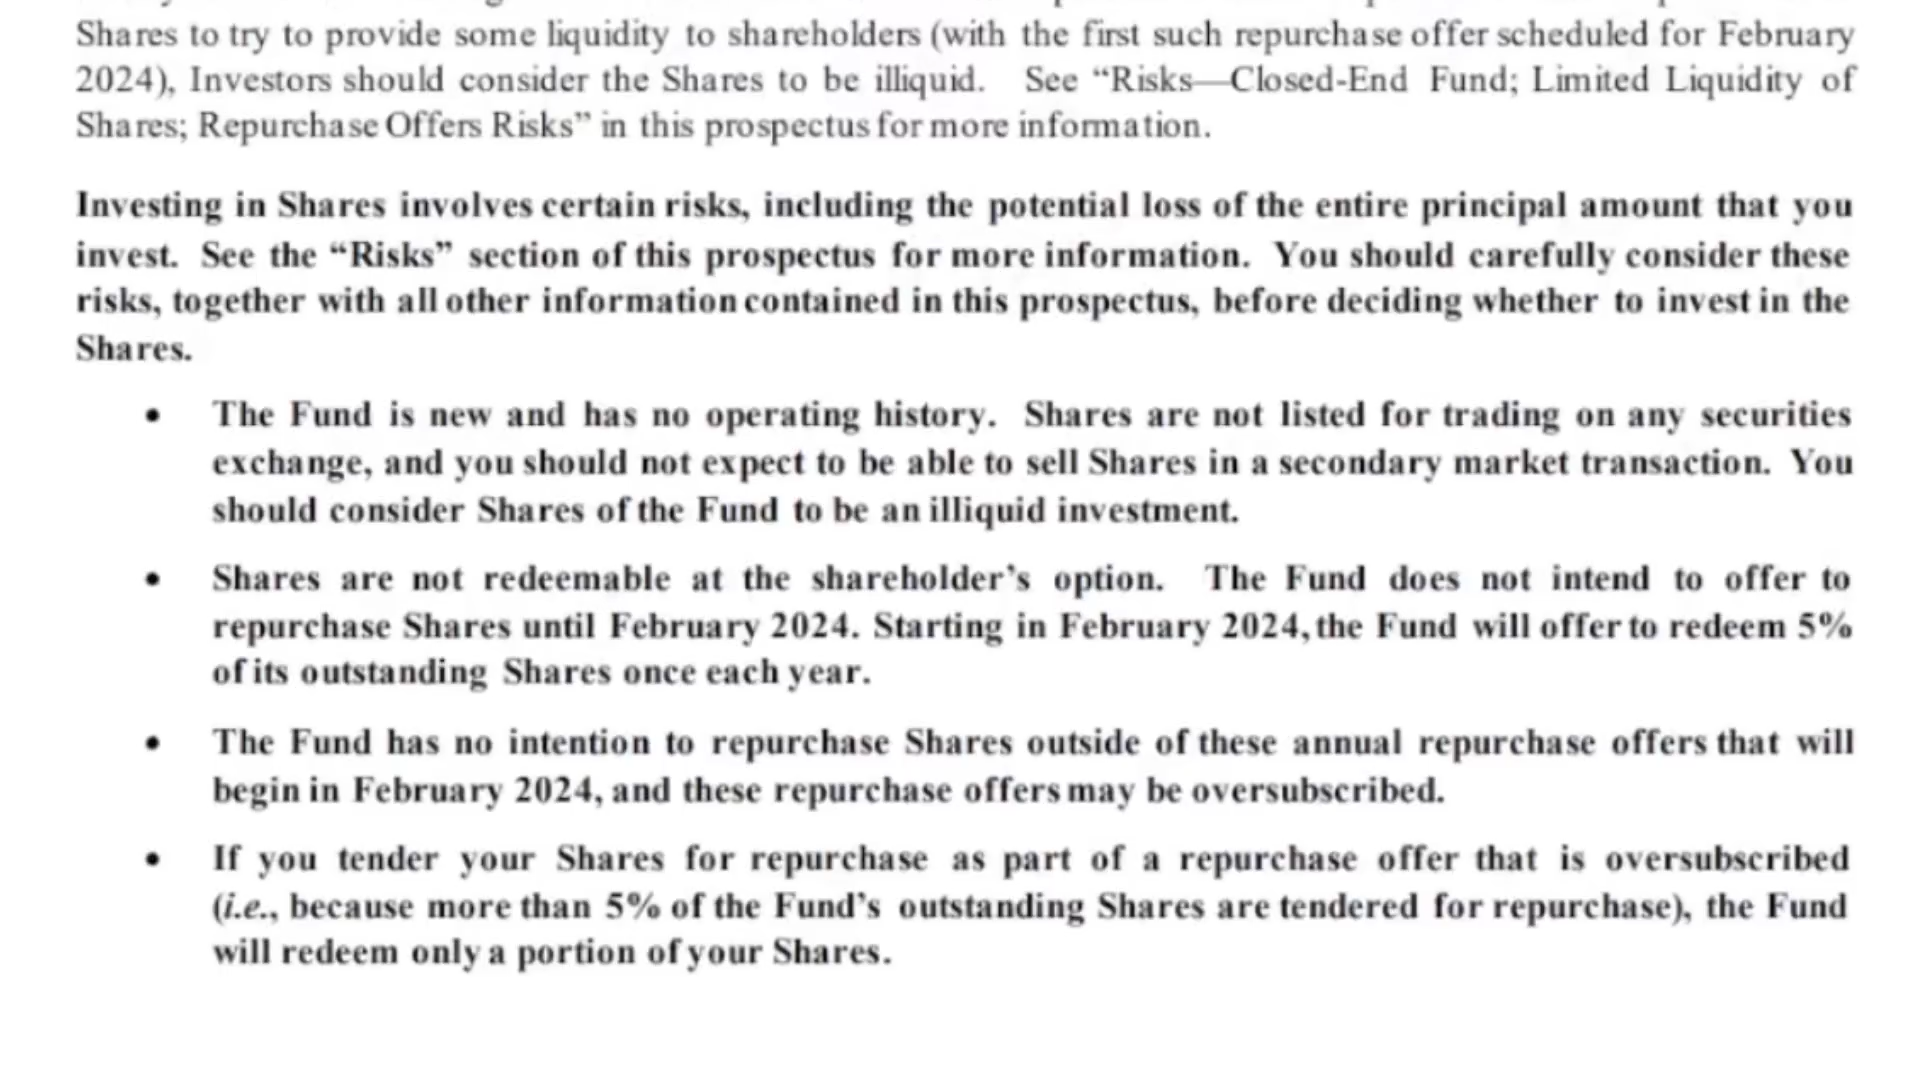 Shares to try to provide some liquidity to shareholders (with the first such repurchase offer scheduled for February
2024), Investors should consider the Shares to be illiquid. See “Risks—Closed-End Fund; Limited Liquidity of
Shares; Repurchase Offers Risks” in this prospectus for more information.
Investing in Shares involves certain risks, including the potential loss of the entire principal amount that you
invest. See the “Risks” section of this prospectus for more information. You should carefully consider these
risks, together with all other information contained in this prospectus, before deciding whether to invest in the
Shares.
• The Fund is new and has no operating history. Shares are not listed for trading on any securities
exchange, and you should not expect to be able to sell Shares in a secondary market transaction. You
should consider Shares of the Fund to be an illiquid investment.
• Shares are not redeemable at the shareholder’s option. The Fund does not intend to offer to
repurchase Shares until February 2024. Starting in February 2024, the Fund will offer to redeem 5%
of its outstanding Shares once each year.
• The Fund has no intention to repurchase Shares outside of these annual repurchase offers that will
begin in February 2024, and these repurchase offers may be oversubscribed.
• If you tender your Shares for repurchase as part of a repurchase offer that is oversubscribed
(i.e., because more than 5% of the Fund’s outstanding Shares are tendered for repurchase), the Fund
will redeem only a portion of your Shares.